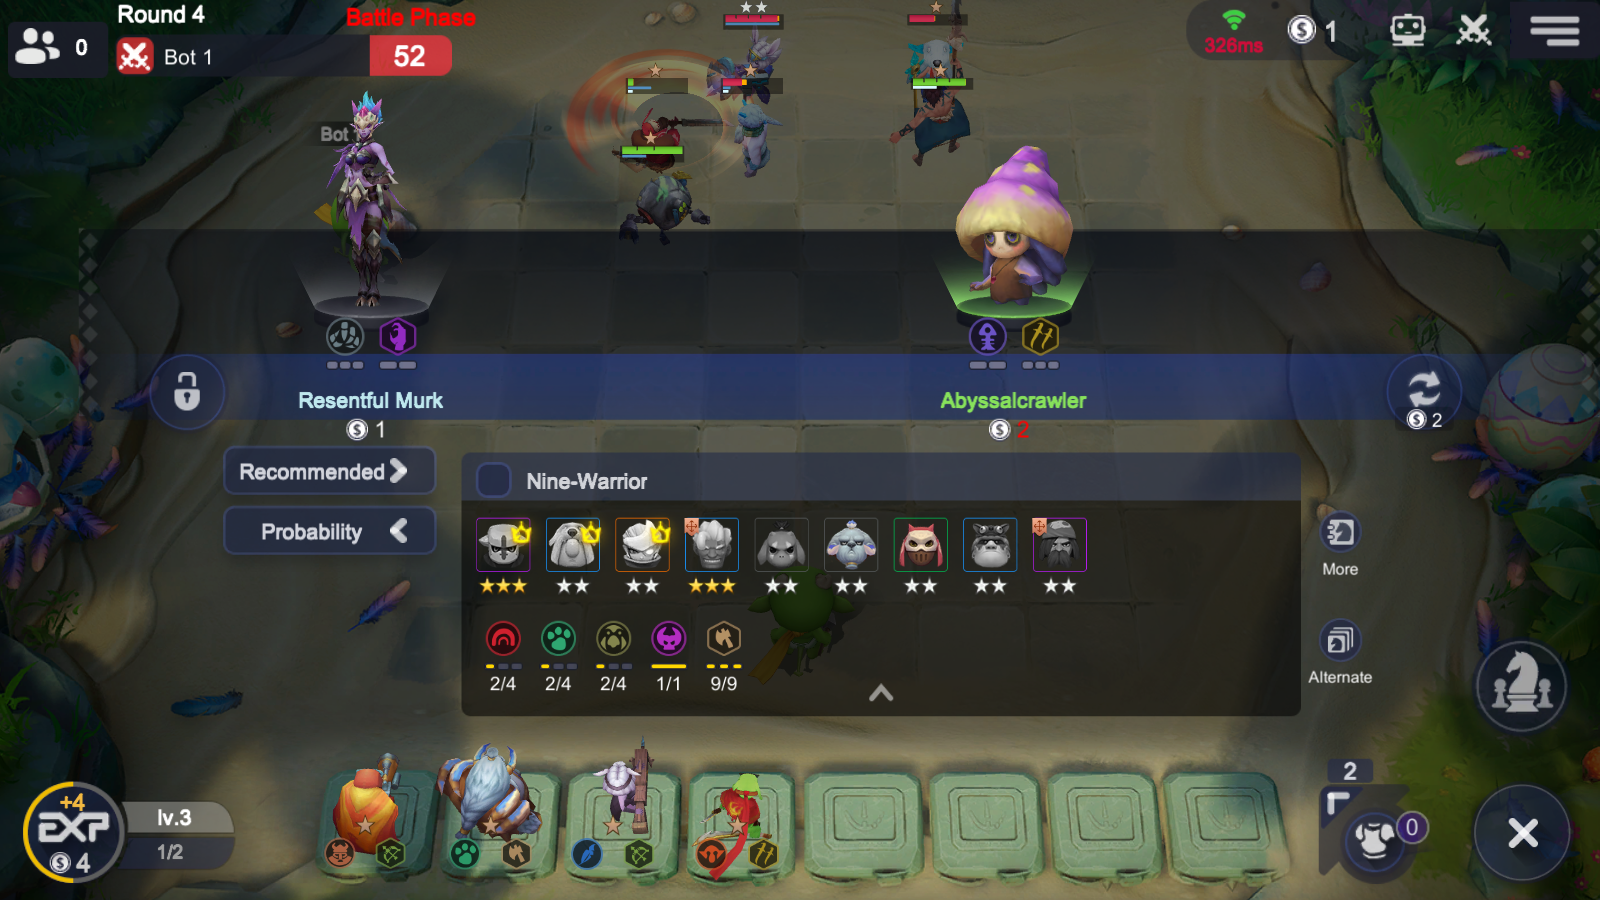 Round 4
Battle Phase
0
Bot 1
52
326ms
1
Bot
Resentful Murk
1
Abyssalcrawler
2
2
Recommended
Probability
Nine-Warrior
More
Alternate
2/4
2/4
2/4
1/1
9/9
+4
EXP
4
lv.3
1/2
2
0